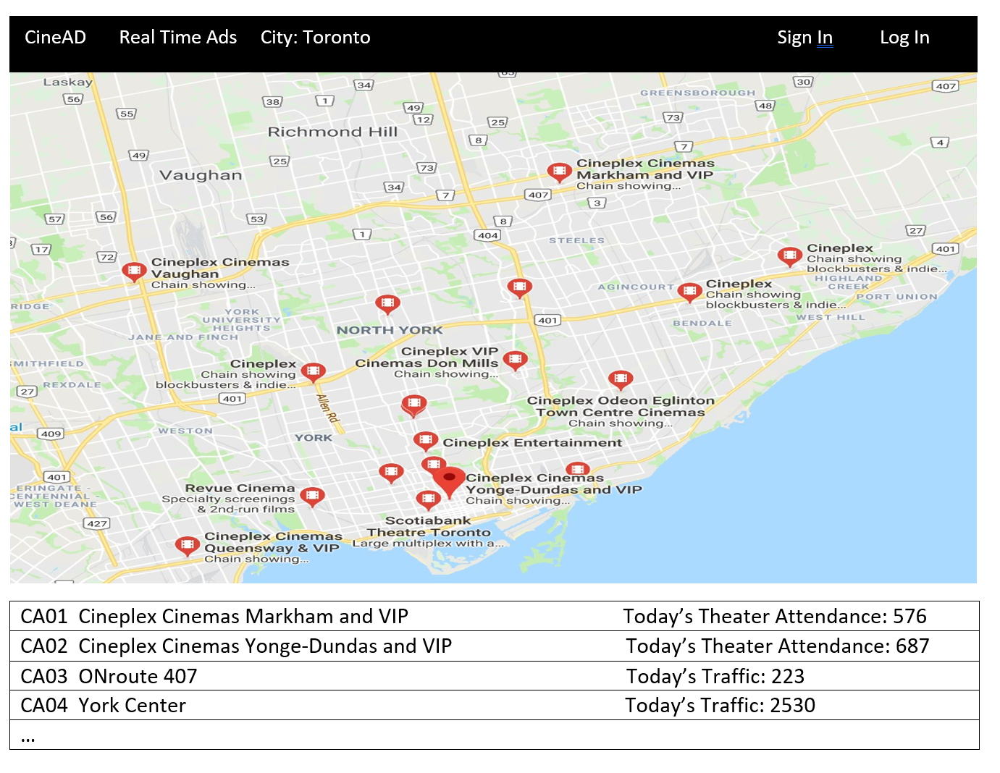 CineAD Real Time Ads City: Toronto Sign In Log In
Laskay
56
55
38
1
34
49
12
25
8
GREENSBOROUGH
73
48
30
407
4
Richmond Hill
49
25
73
7
Vaughan
34
7
407
3
Cineplex Cinemas
Markham and VIP
Chain showing...
57
56
53
8
1
404
STEELES
27
17
72
401
Cineplex Cinemas
Vaughan
Chain showing...
Cineplex
Chain showing
blockbusters & indie...
HIGHLAND
CREEK
PORT UNION
AGINCOURT
Cineplex
Chain showing
blockbusters & indie...
WEST HILL
BENDALE
RIDGE
YORK
UNIVERSITY
HEIGHTS
JANE AND FINCH
NORTH YORK
401
SMITHFIELD
REXDALE
27
Cineplex
Chain showing
blockbusters & indie...
401
Cineplex VIP
Cinemas Don Mills
Chain showing...
Cineplex Odeon Eglinton
Town Centre Cinemas
Chain showing...
Allen Rd
al
409
WESTON
YORK
Cineplex Entertainment
401
ERINGATE -
CENTENNIAL -
WEST DEANE
427
Revue Cinema
Specialty screenings
& 2nd-run films
Cineplex Cinemas
Yonge-Dundas and VIP
Chain showing...
Scotiabank
Theatre Toronto
Large multiplex with a...
Cineplex Cinemas
Queensway & VIP
Chain showing...
CA01 Cineplex Cinemas Markham and VIP Today’s Theater Attendance: 576
CA02 Cineplex Cinemas Yonge-Dundas and VIP Today’s Theater Attendance: 687
CA03 ONroute 407 Today’s Traffic: 223
CA04 York Center Today’s Traffic: 2530
...